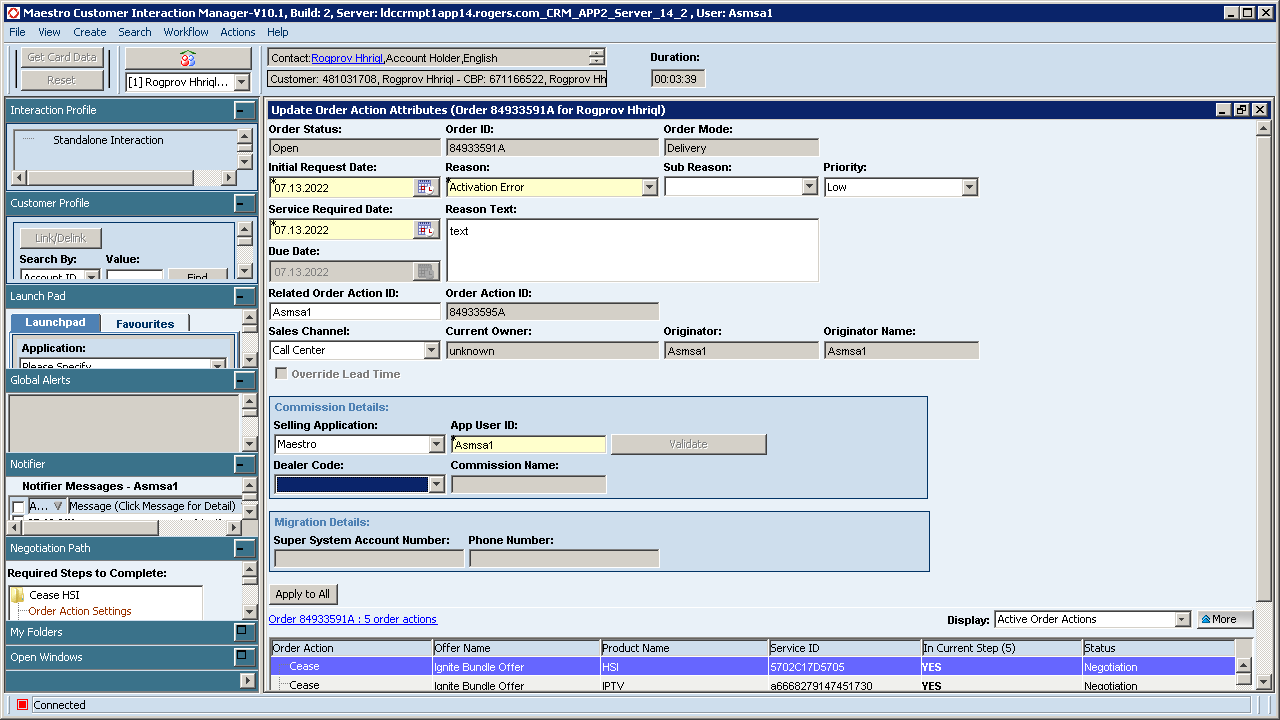 Maestro Customer Interaction Manager-V10.1, Build: 2, Server: ldccrmpt1app14.rogers.com_CRM_APP2_Server_14_2 , User: Asmsa1
File View Create Search Workflow Actions Help
Get Card Data
Reset
[1] Rogprov Hhriql...
Contact:Rogprov Hhriql,Account Holder,English
Customer: 481031708, Rogprov Hhriql - CBP: 671166522, Rogprov Hh
Duration:
00:03:39
Interaction Profile
Standalone Interaction
Customer Profile
Link/Delink
Search By: Value:
Account ID Find
Launch Pad
Launchpad Favourites
Application:
Please Specify
Global Alerts
Notifier
Notifier Messages - Asmsa1
A... Message (Click Message for Detail)
Negotiation Path
Required Steps to Complete:
Cease HSI
Order Action Settings
My Folders
Open Windows
Update Order Action Attributes (Order 84933591A for Rogprov Hhriql)
Order Status: Order ID: Order Mode:
Open 84933591A Delivery
Initial Request Date: Reason: Sub Reason: Priority:
*07.13.2022 *Activation Error Low
Service Required Date: Reason Text:
*07.13.2022 text
Due Date:
07.13.2022
Related Order Action ID: Order Action ID:
Asmsa1 84933595A
Sales Channel: Current Owner: Originator: Originator Name:
Call Center unknown Asmsa1 Asmsa1
Override Lead Time
Commission Details:
Selling Application: App User ID:
Maestro *Asmsa1 Validate
Dealer Code: Commission Name:
Migration Details:
Super System Account Number: Phone Number:
Apply to All
Order 84933591A : 5 order actions Display: Active Order Actions More
Order Action Offer Name Product Name Service ID In Current Step (5) Status
Cease Ignite Bundle Offer HSI 5702C17D5705 YES Negotiation
Cease Ignite Bundle Offer IPTV a6668279147451730 YES Negotiation
Connected